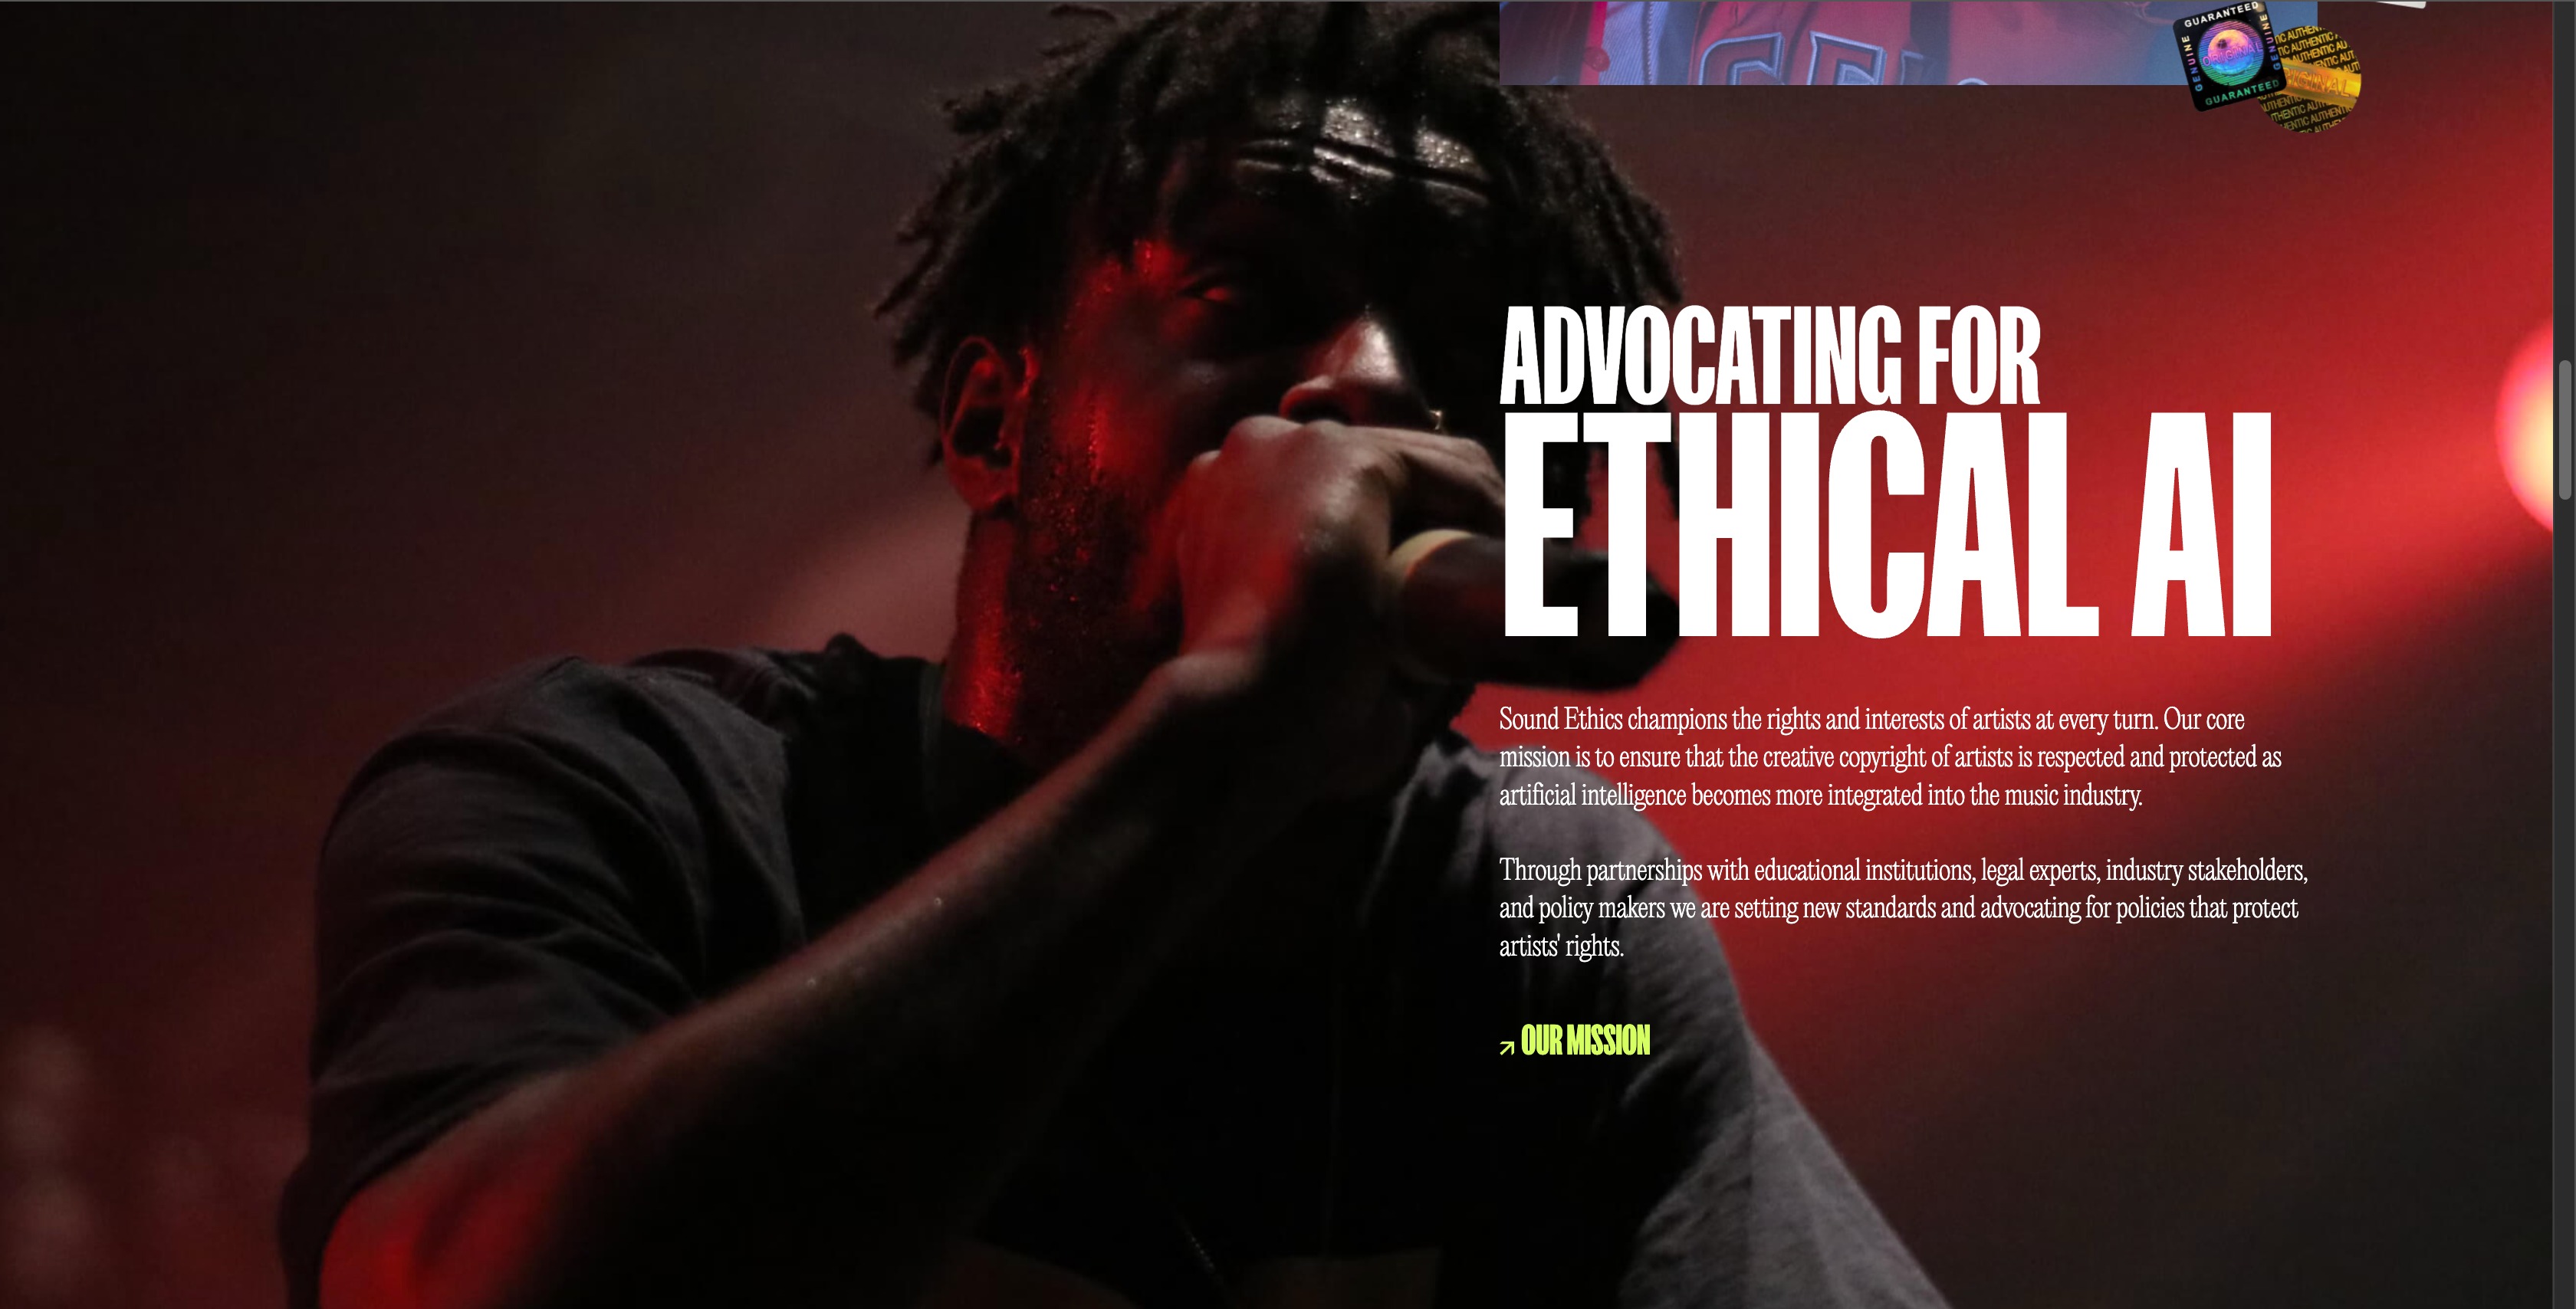 GUARANTEED
GENUINE
ORIGINAL
GENUINE
GUARANTEED
ADVOCATING FOR
ETHICAL AI
Sound Ethics champions the rights and interests of artists at every turn. Our core
mission is to ensure that the creative copyright of artists is respected and protected as
artificial intelligence becomes more integrated into the music industry.
Through partnerships with educational institutions, legal experts, industry stakeholders,
and policy makers we are setting new standards and advocating for policies that protect
artists' rights.
OUR MISSION